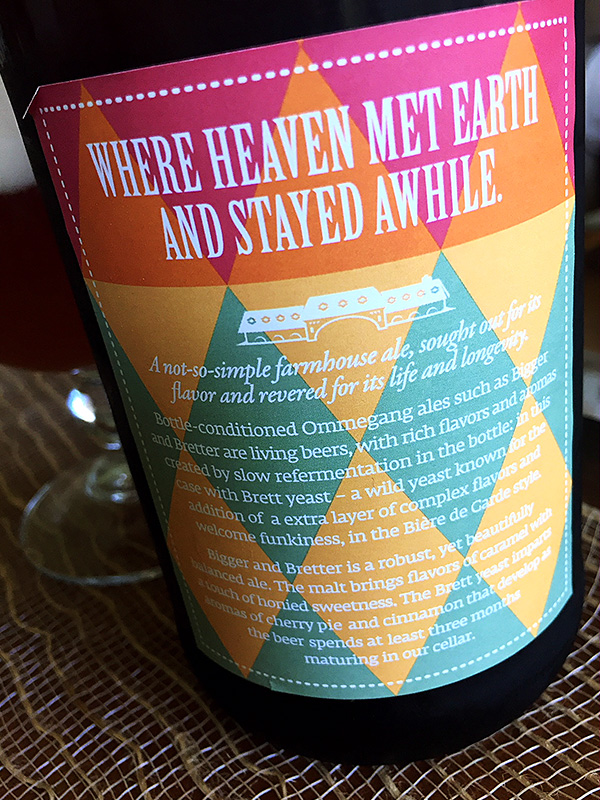 WHERE HEAVEN MET EARTH
AND STAYED AWHILE.
A not-so-simple farmhouse ale, sought out for its
flavor and revered for its life and longevity.
Bottle-conditioned Ommegang ales such as Bigger
and Bretter are living beers, with rich flavors and aromas
created by slow refermentation in the bottle: in this
case with Brett yeast – a wild yeast known for the
addition of a extra layer of complex flavors and
welcome funkiness, in the Bière de Garde style.
Bigger and Bretter is a robust, yet beautifully
balanced ale. The malt brings flavors of caramel with
a touch of honied sweetness. The Brett yeast imparts
aromas of cherry pie and cinnamon that develop as
the beer spends at least three months
maturing in our cellar.